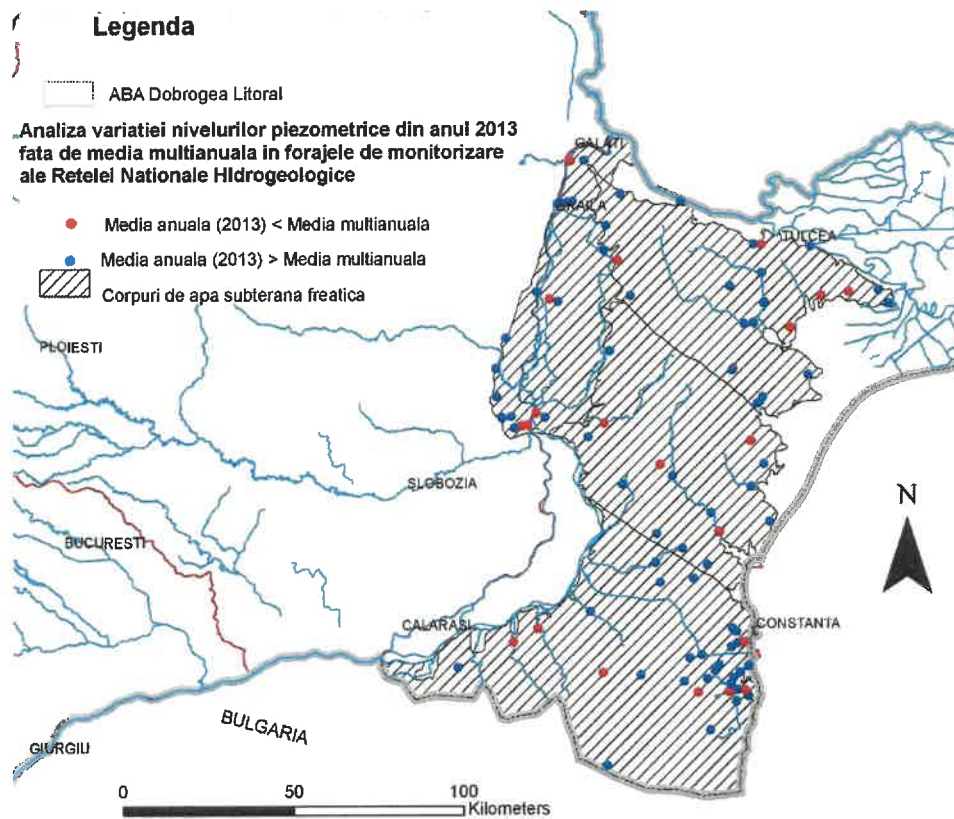 Legenda
ABA Dobrogea Litoral
Analiza variatiei nivelurilor piezometrice din anul 2013
fata de media multianuala in forajele de monitorizare
ale Retelei Nationale Hidrogeologice
Media anuala (2013) < Media multianuala
Media anuala (2013) > Media multianuala
Corpuri de apa subterana freatica
GALATI
BRAILA
TULCEA
PLOIESTI
SLOBOZIA
BUCURESTI
N
CALARASI
CONSTANTA
BULGARIA
GIURGIU
0 50 100
Kilometers